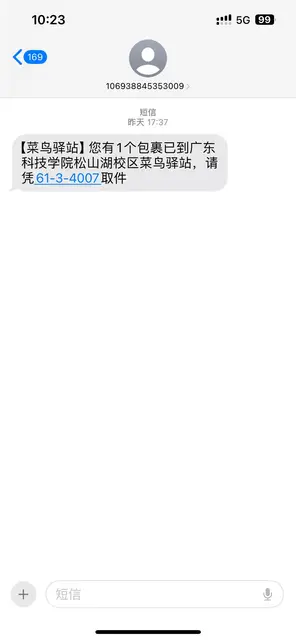 10:23
5G
99
169
106938845353009
短信
昨天 17:37
【菜鸟驿站】您有1个包裹已到广东
科技学院松山湖校区菜鸟驿站，请
凭61-3-4007取件
短信